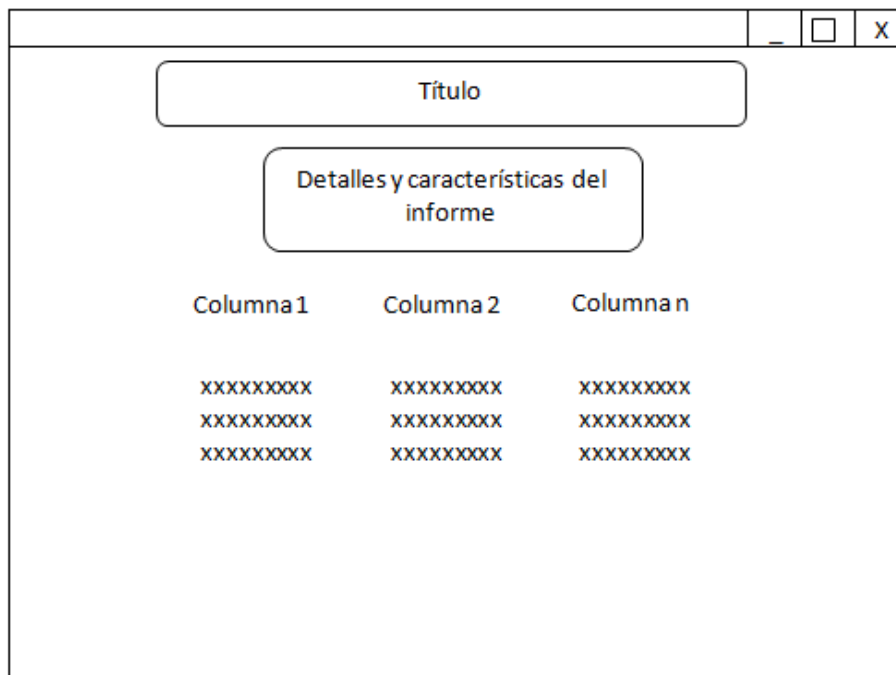 _ X
Título
Detalles y características del
informe
Columna 1 Columna 2 Columna n
xxxxxxxxx xxxxxxxxx xxxxxxxxx
xxxxxxxxx xxxxxxxxx xxxxxxxxx
xxxxxxxxx xxxxxxxxx xxxxxxxxx